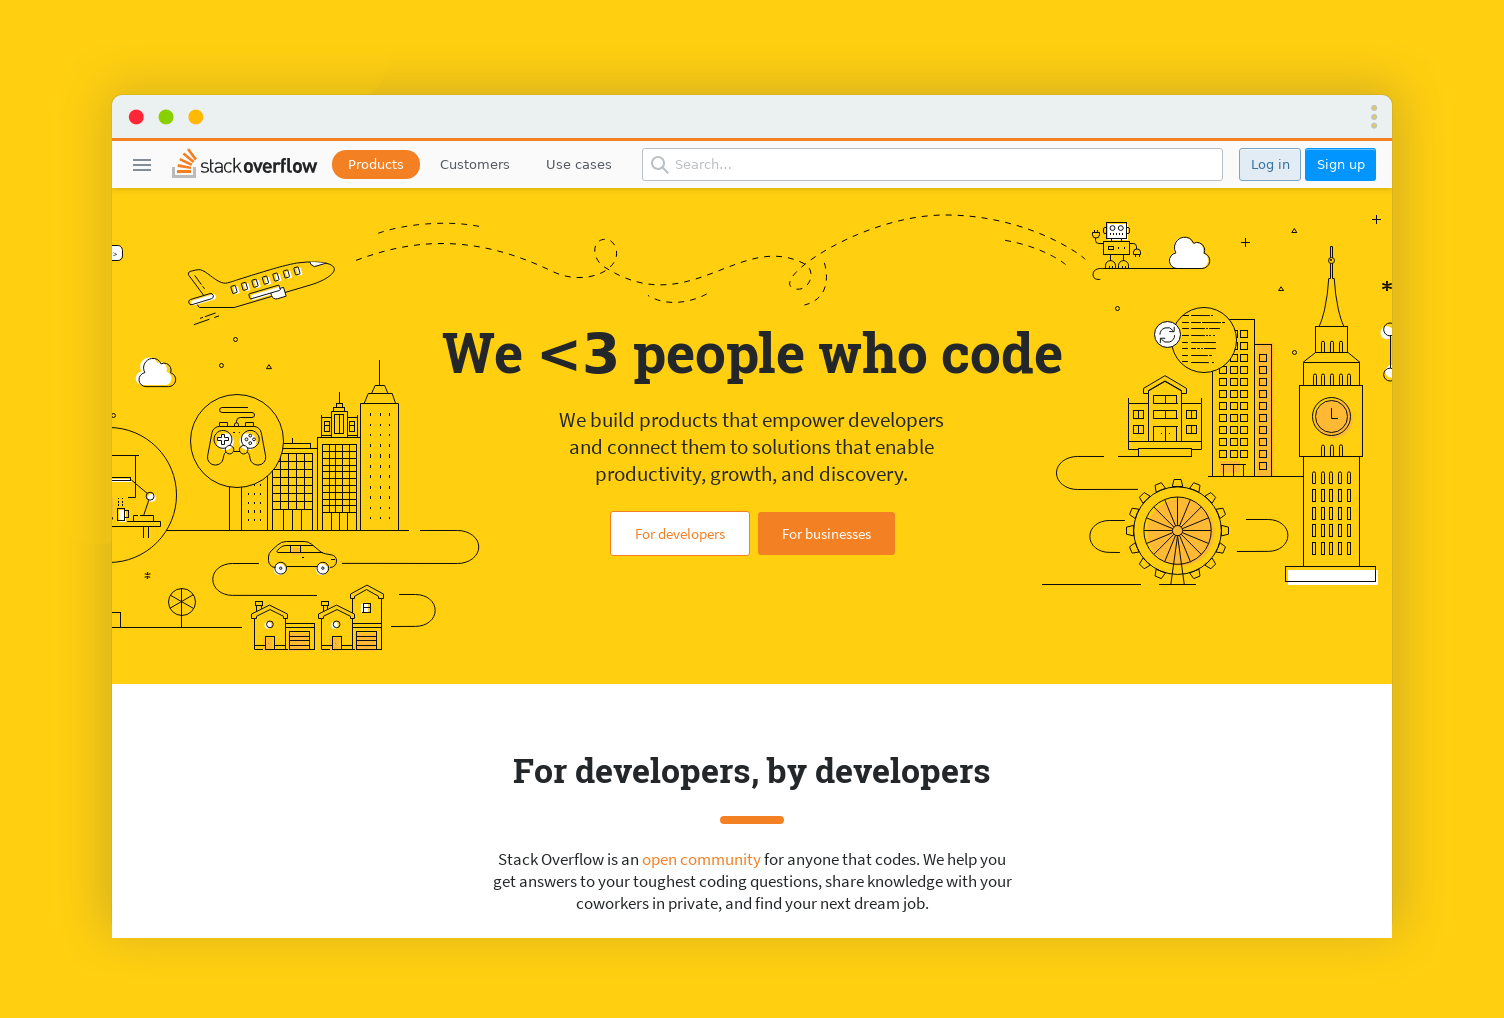 stackoverflow Products Customers Use cases Search... Log in Sign up
We <3 people who code
We build products that empower developers
and connect them to solutions that enable
productivity, growth, and discovery.
For developers For businesses
For developers, by developers
Stack Overflow is an open community for anyone that codes. We help you
get answers to your toughest coding questions, share knowledge with your
coworkers in private, and find your next dream job.